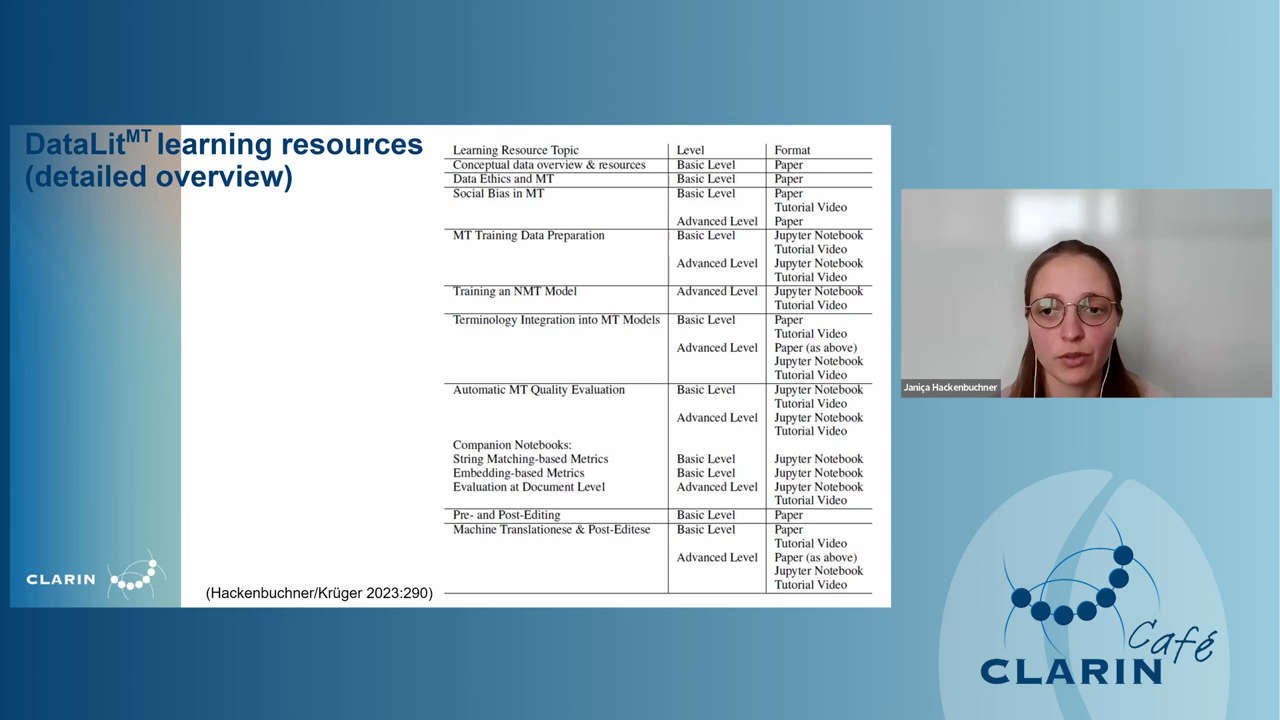 DataLitMT learning resources
(detailed overview)
Learning Resource Topic Level Format
Conceptual data overview & resources Basic Level Paper
Data Ethics and MT Basic Level Paper
Social Bias in MT Basic Level Paper
Tutorial Video
Advanced Level Paper
MT Training Data Preparation Basic Level Jupyter Notebook
Tutorial Video
Advanced Level Jupyter Notebook
Tutorial Video
Training an NMT Model Advanced Level Jupyter Notebook
Tutorial Video
Terminology Integration into MT Models Basic Level Paper
Tutorial Video
Advanced Level Paper (as above)
Jupyter Notebook
Tutorial Video
Automatic MT Quality Evaluation Basic Level Jupyter Notebook
Tutorial Video
Advanced Level Jupyter Notebook
Tutorial Video
Companion Notebooks:
String Matching-based Metrics Basic Level Jupyter Notebook
Embedding-based Metrics Basic Level Jupyter Notebook
Evaluation at Document Level Advanced Level Jupyter Notebook
Tutorial Video
Pre- and Post-Editing Basic Level Paper
Machine Translationese & Post-Editese Basic Level Paper
Tutorial Video
Advanced Level Paper (as above)
Jupyter Notebook
Tutorial Video
CLARIN
(Hackenbuchner/Krüger 2023:290)
Janiça Hackenbuchner
Café
CLARIN